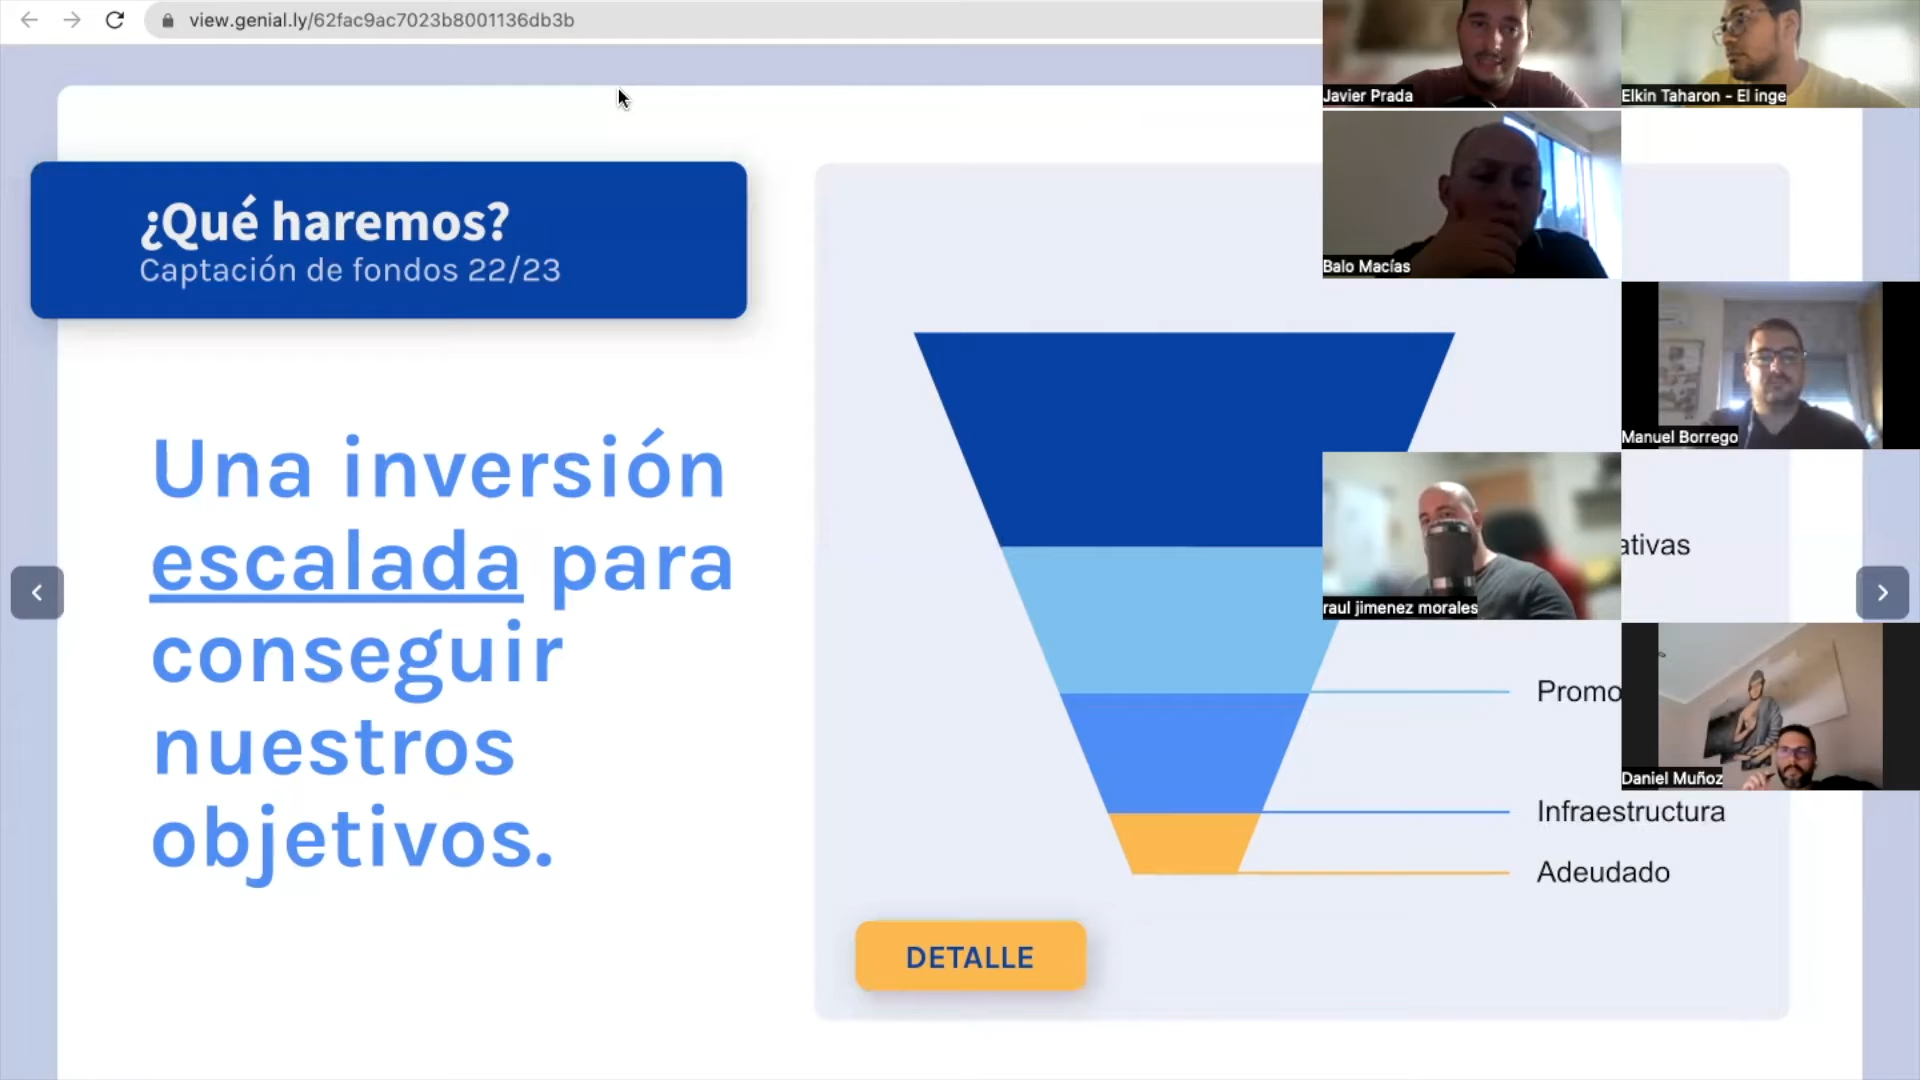 view.genial.ly/62fac9ac7023b8001136db3b
¿Qué haremos?
Captación de fondos 22/23
Una inversión
escalada para
conseguir
nuestros
objetivos.
ativas
Promo
Infraestructura
Adeudado
DETALLE
Javier Prada
Elkin Taharon - El inge
Balo Macías
Manuel Borrego
raul jimenez morales
Daniel Muñoz